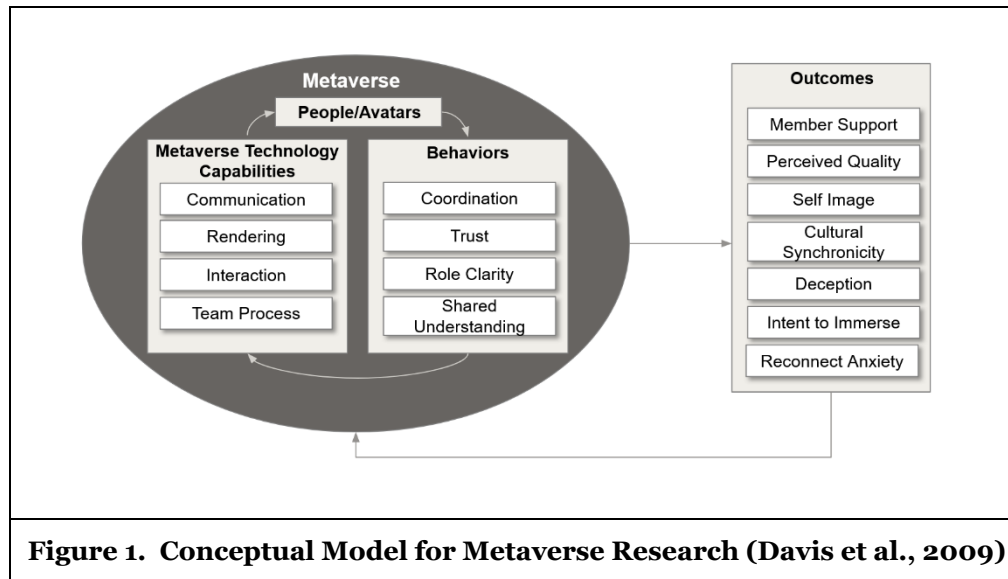 Metaverse
People/Avatars
Metaverse Technology
Capabilities
Communication
Rendering
Interaction
Team Process
Behaviors
Coordination
Trust
Role Clarity
Shared
Understanding
Outcomes
Member Support
Perceived Quality
Self Image
Cultural
Synchronicity
Deception
Intent to Immerse
Reconnect Anxiety
Figure 1. Conceptual Model for Metaverse Research (Davis et al., 2009)